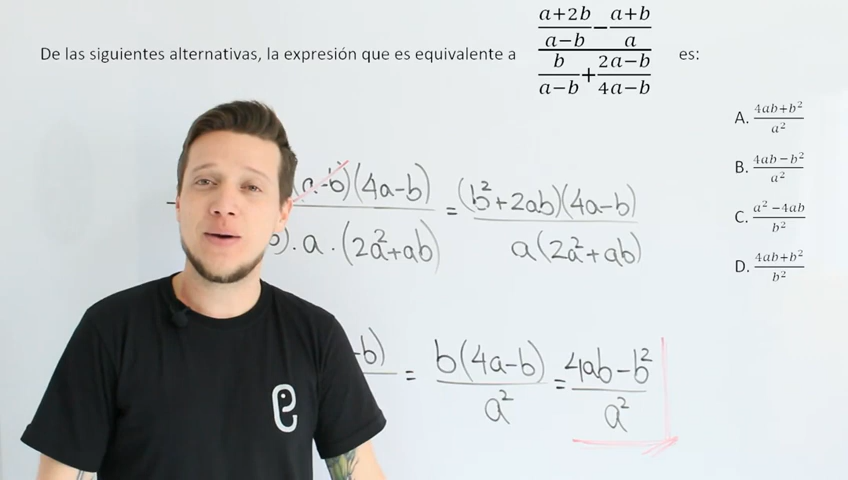 De las siguientes alternativas, la expresión que es equivalente a ((a+2b)/(a−b) − (a+b)/a) / (b/(a−b) + (2a−b)/(4a−b)) es:
A. (4ab+b²)/a²
B. (4ab−b²)/a²
C. (a²−4ab)/b²
D. (4ab+b²)/b²
(a-b)(4a-b) / ).a.(2a²+ab) = (b²+2ab)(4a-b) / a(2a²+ab)
-b) = b(4a-b)/a² = 4ab-b²/a²
e